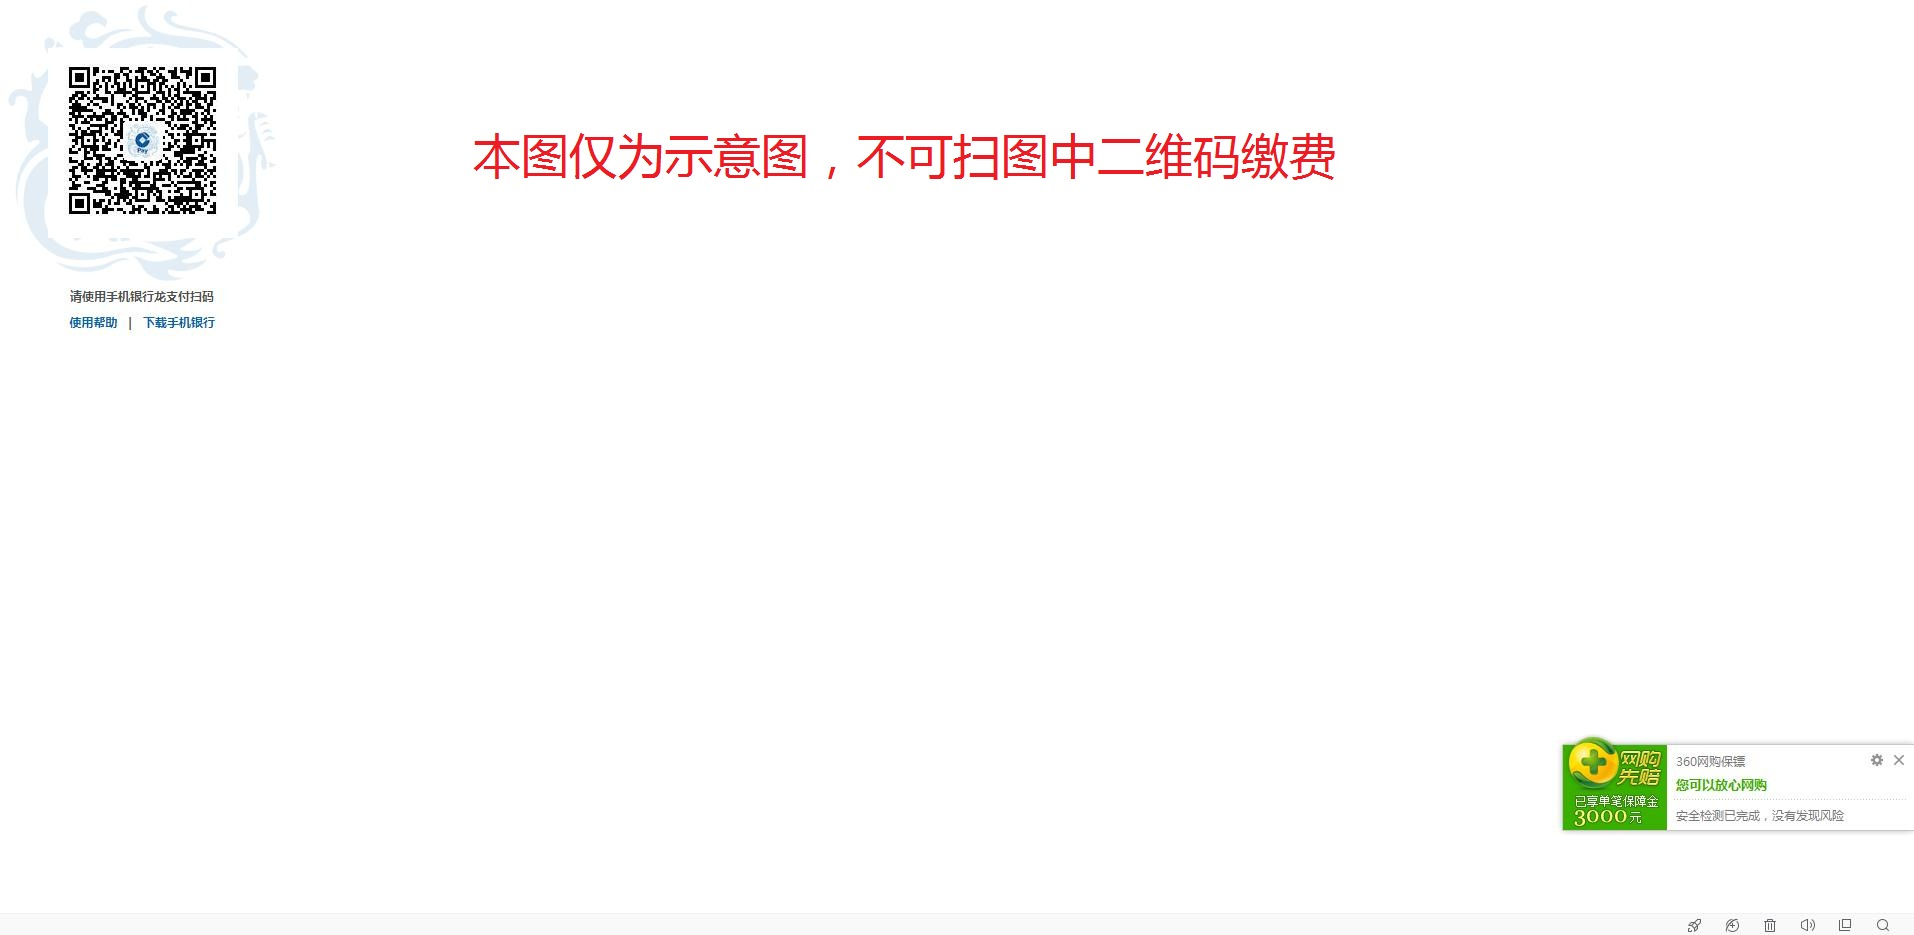 Pay
本图仅为示意图，不可扫图中二维码缴费
请使用手机银行龙支付扫码
使用帮助 | 下载手机银行
网购
先赔
已享单笔保障金
3000元
360网购保镖
您可以放心网购
安全检测已完成，没有发现风险